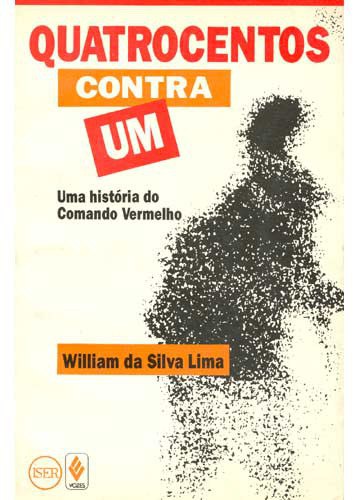 QUATROCENTOS
CONTRA
UM
Uma história do
Comando Vermelho
William da Silva Lima
ISER
VOZES